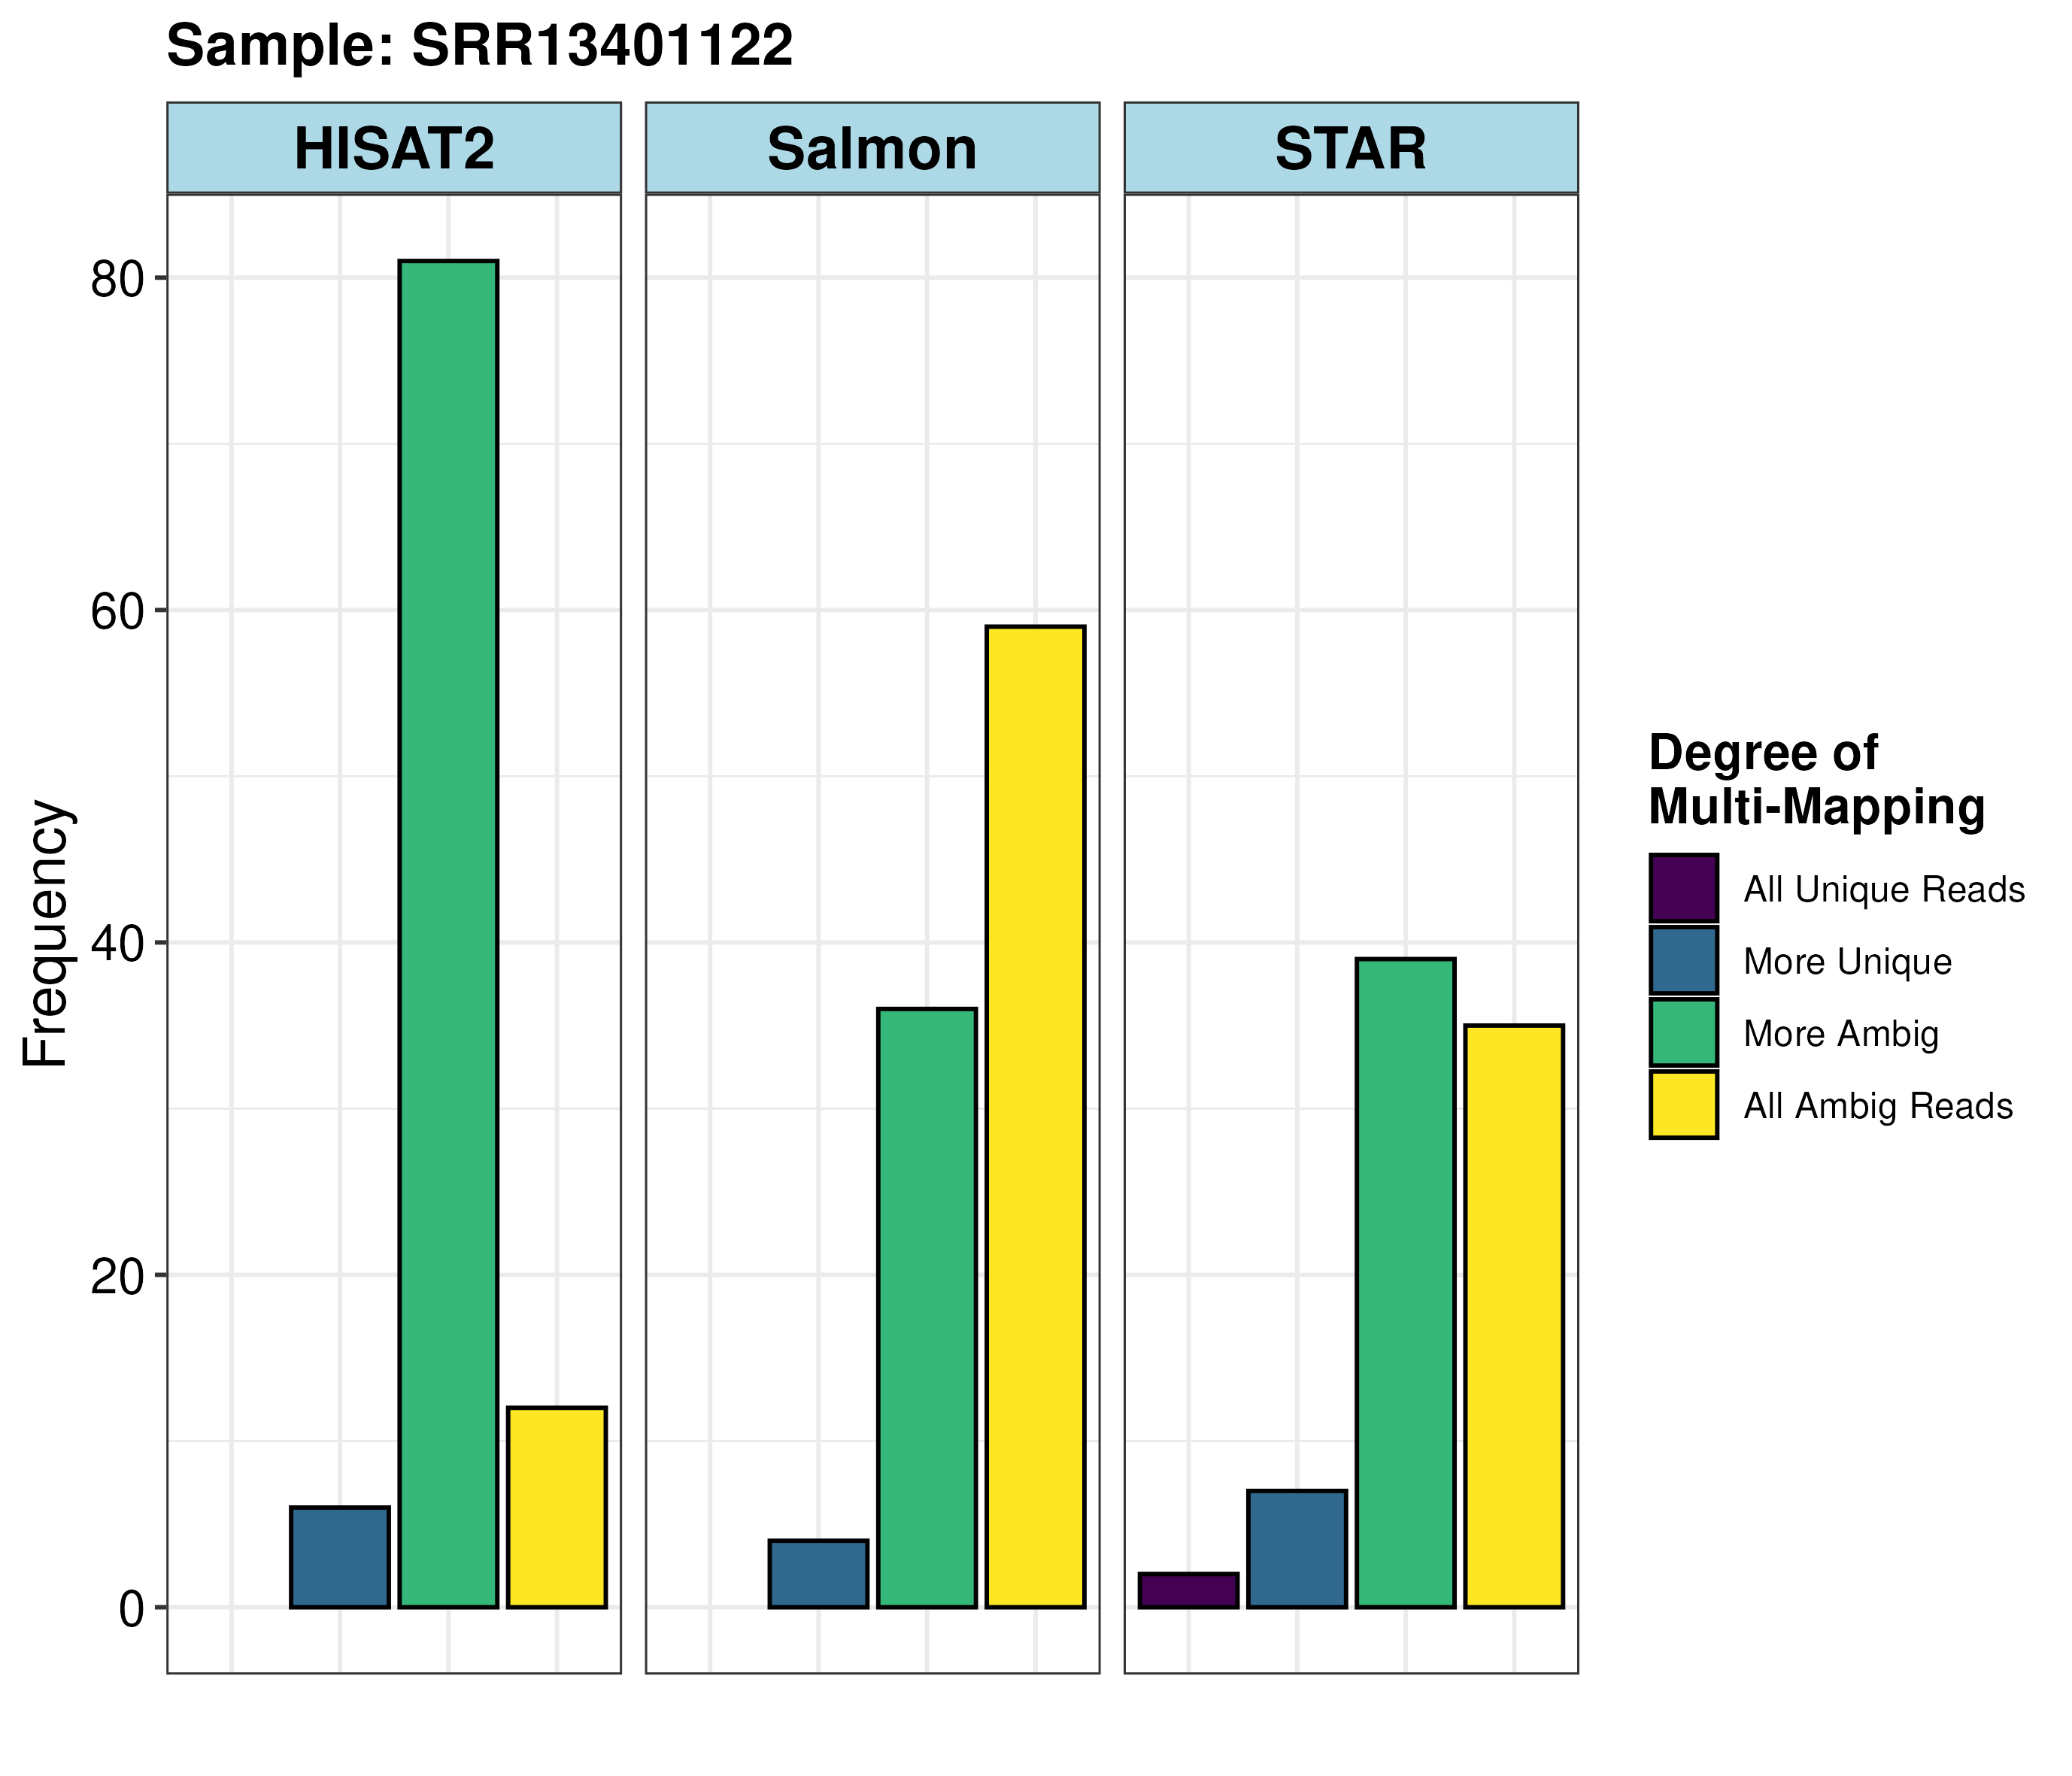 Sample: SRR13401122
HISAT2
Salmon
STAR
80
60
40
20
0
Frequency
Degree of
Multi-Mapping
All Unique Reads
More Unique
More Ambig
All Ambig Reads